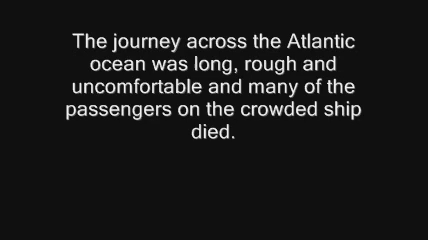 The journey across the Atlantic
ocean was long, rough and
uncomfortable and many of the
passengers on the crowded ship
died.